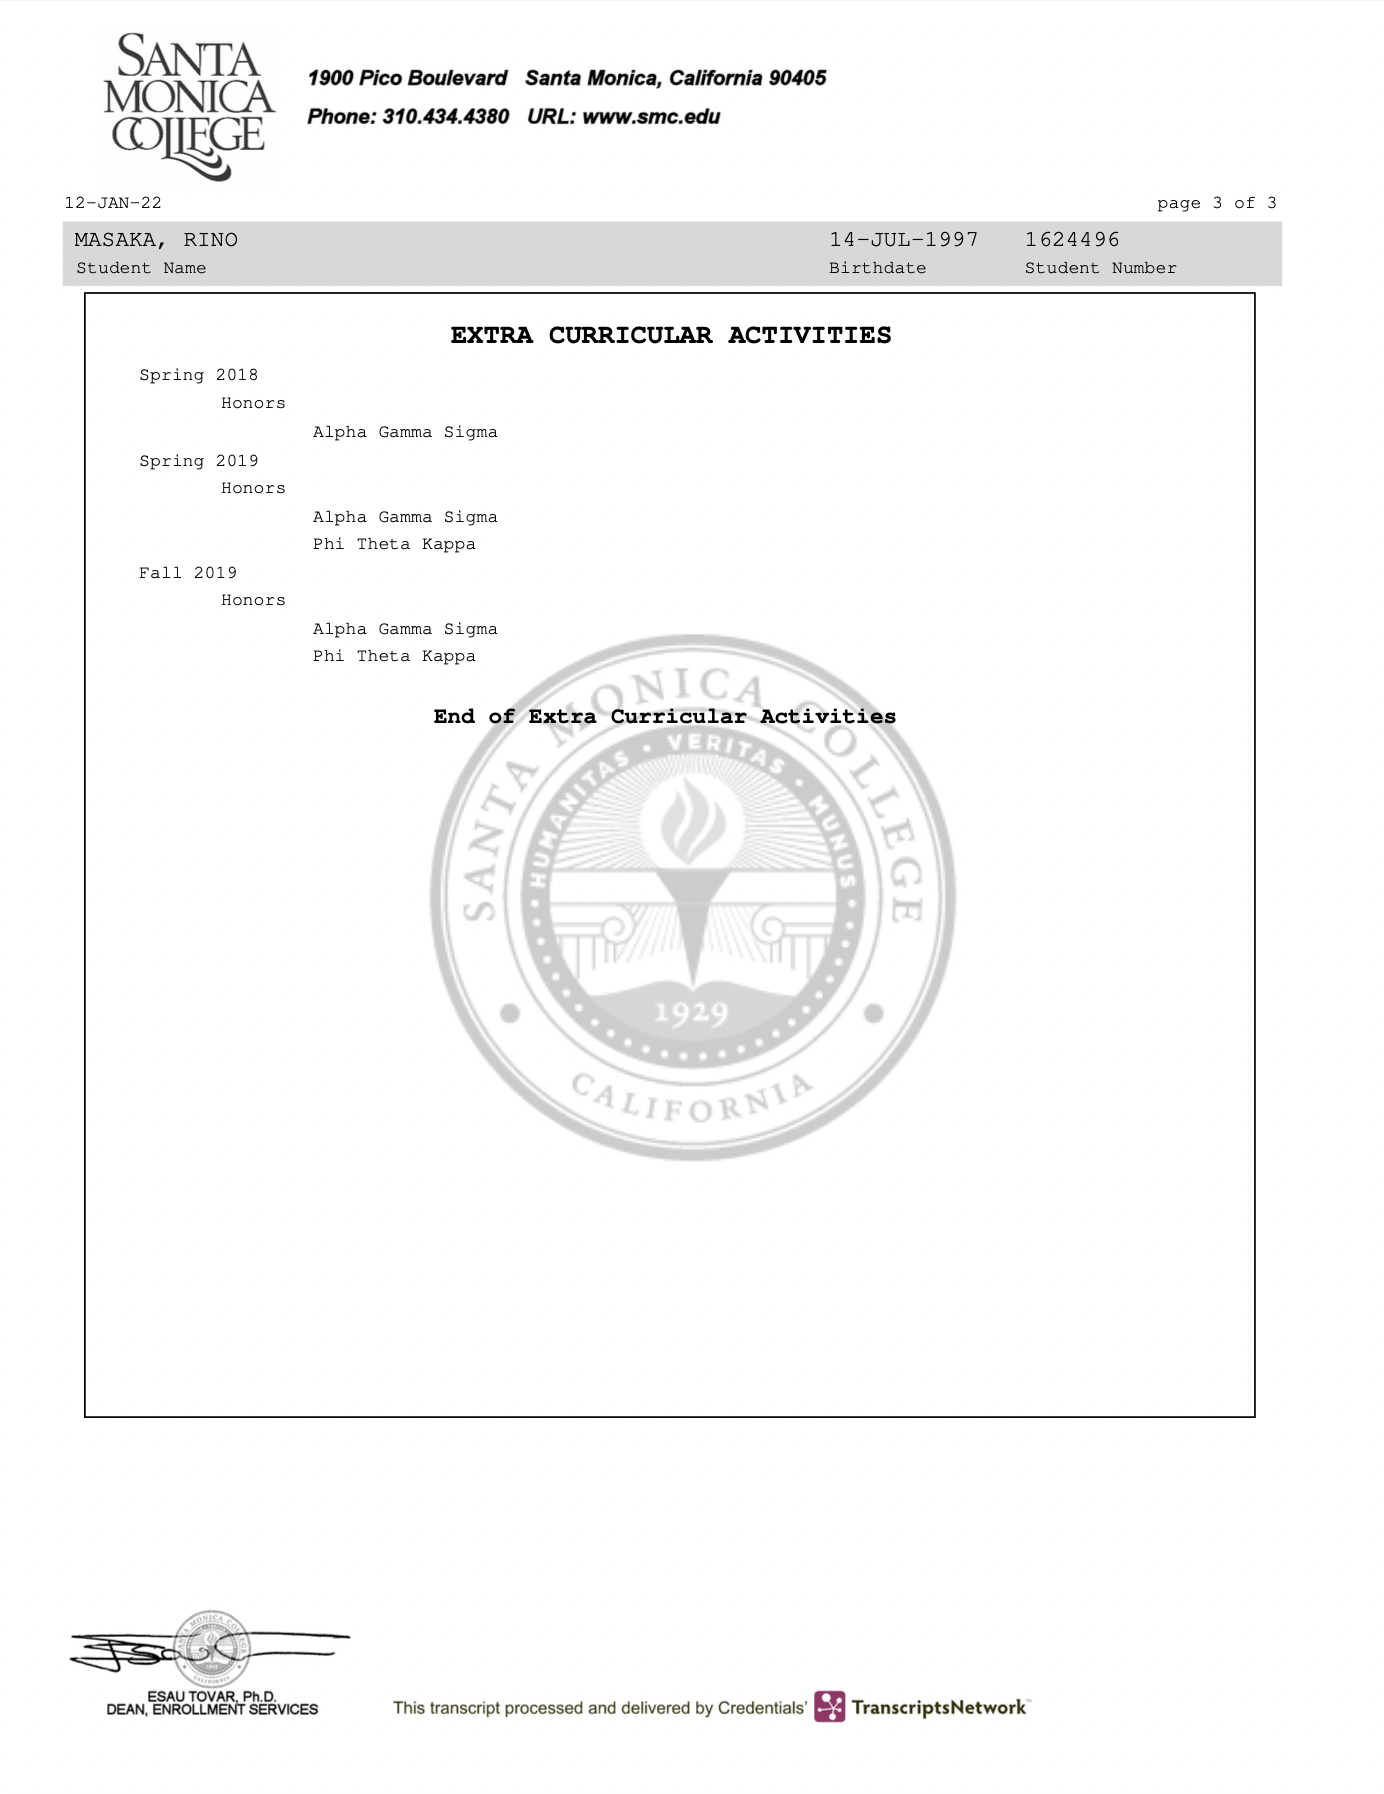 SANTA
MONICA
COLLEGE
1900 Pico Boulevard Santa Monica, California 90405
Phone: 310.434.4380 URL: www.smc.edu
12-JAN-22 page 3 of 3
MASAKA, RINO 14-JUL-1997 1624496
Student Name Birthdate Student Number
EXTRA CURRICULAR ACTIVITIES
Spring 2018
Honors
Alpha Gamma Sigma
Spring 2019
Honors
Alpha Gamma Sigma
Phi Theta Kappa
Fall 2019
Honors
Alpha Gamma Sigma
Phi Theta Kappa
End of Extra Curricular Activities
SANTA MONICA COLLEGE
HUMANITAS • VERITAS • MUNUS
1929
CALIFORNIA
SANTA MONICA COLLEGE
CALIFORNIA
ESAU TOVAR, Ph.D.
DEAN, ENROLLMENT SERVICES
This transcript processed and delivered by Credentials' TranscriptsNetwork™